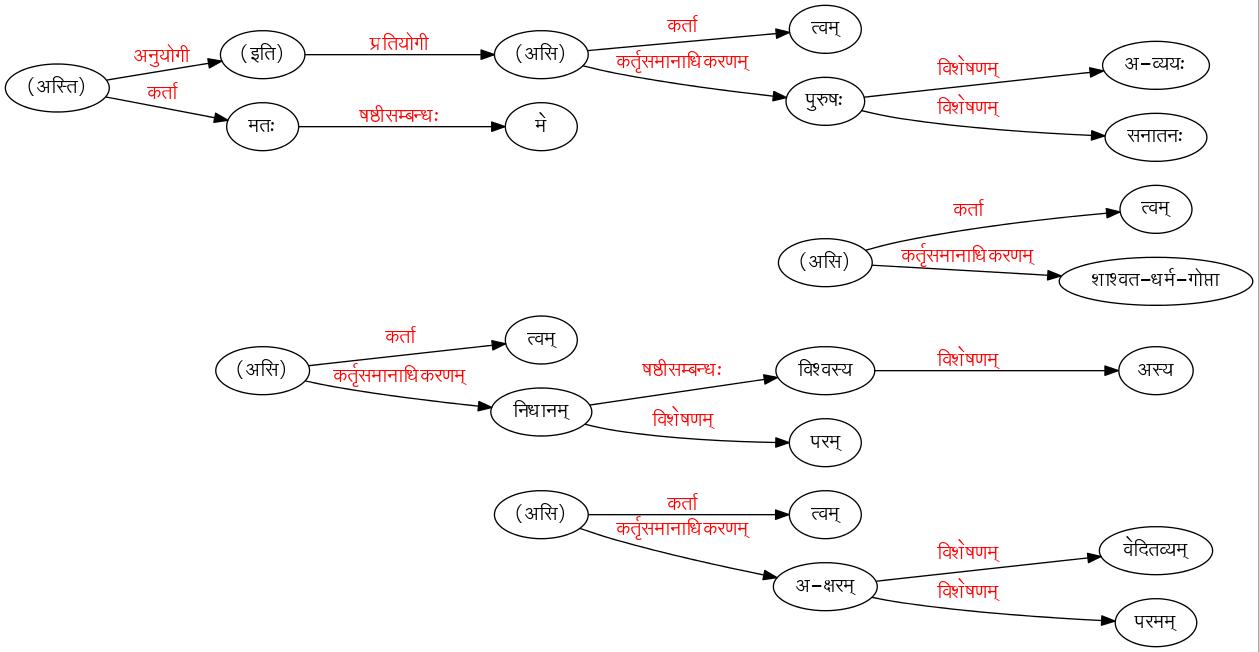 कर्ता
त्वम्
अनुयोगी
(इति)
प्रतियोगी
(असि)
कर्तृसमानाधिकरणम्
(अस्ति)
विशेषणम्
अ-व्ययः
कर्ता
पुरुषः
मतः
षष्ठीसम्बन्धः
मे
विशेषणम्
सनातनः
कर्ता
त्वम्
(असि)
कर्तृसमानाधिकरणम्
शाश्वत-धर्म-गोप्ता
कर्ता
त्वम्
(असि)
कर्तृसमानाधिकरणम्
षष्ठीसम्बन्धः
विश्वस्य
विशेषणम्
अस्य
निधानम्
विशेषणम्
परम्
कर्ता
(असि)
त्वम्
कर्तृसमानाधिकरणम्
विशेषणम्
वेदितव्यम्
अ-क्षरम्
विशेषणम्
परमम्